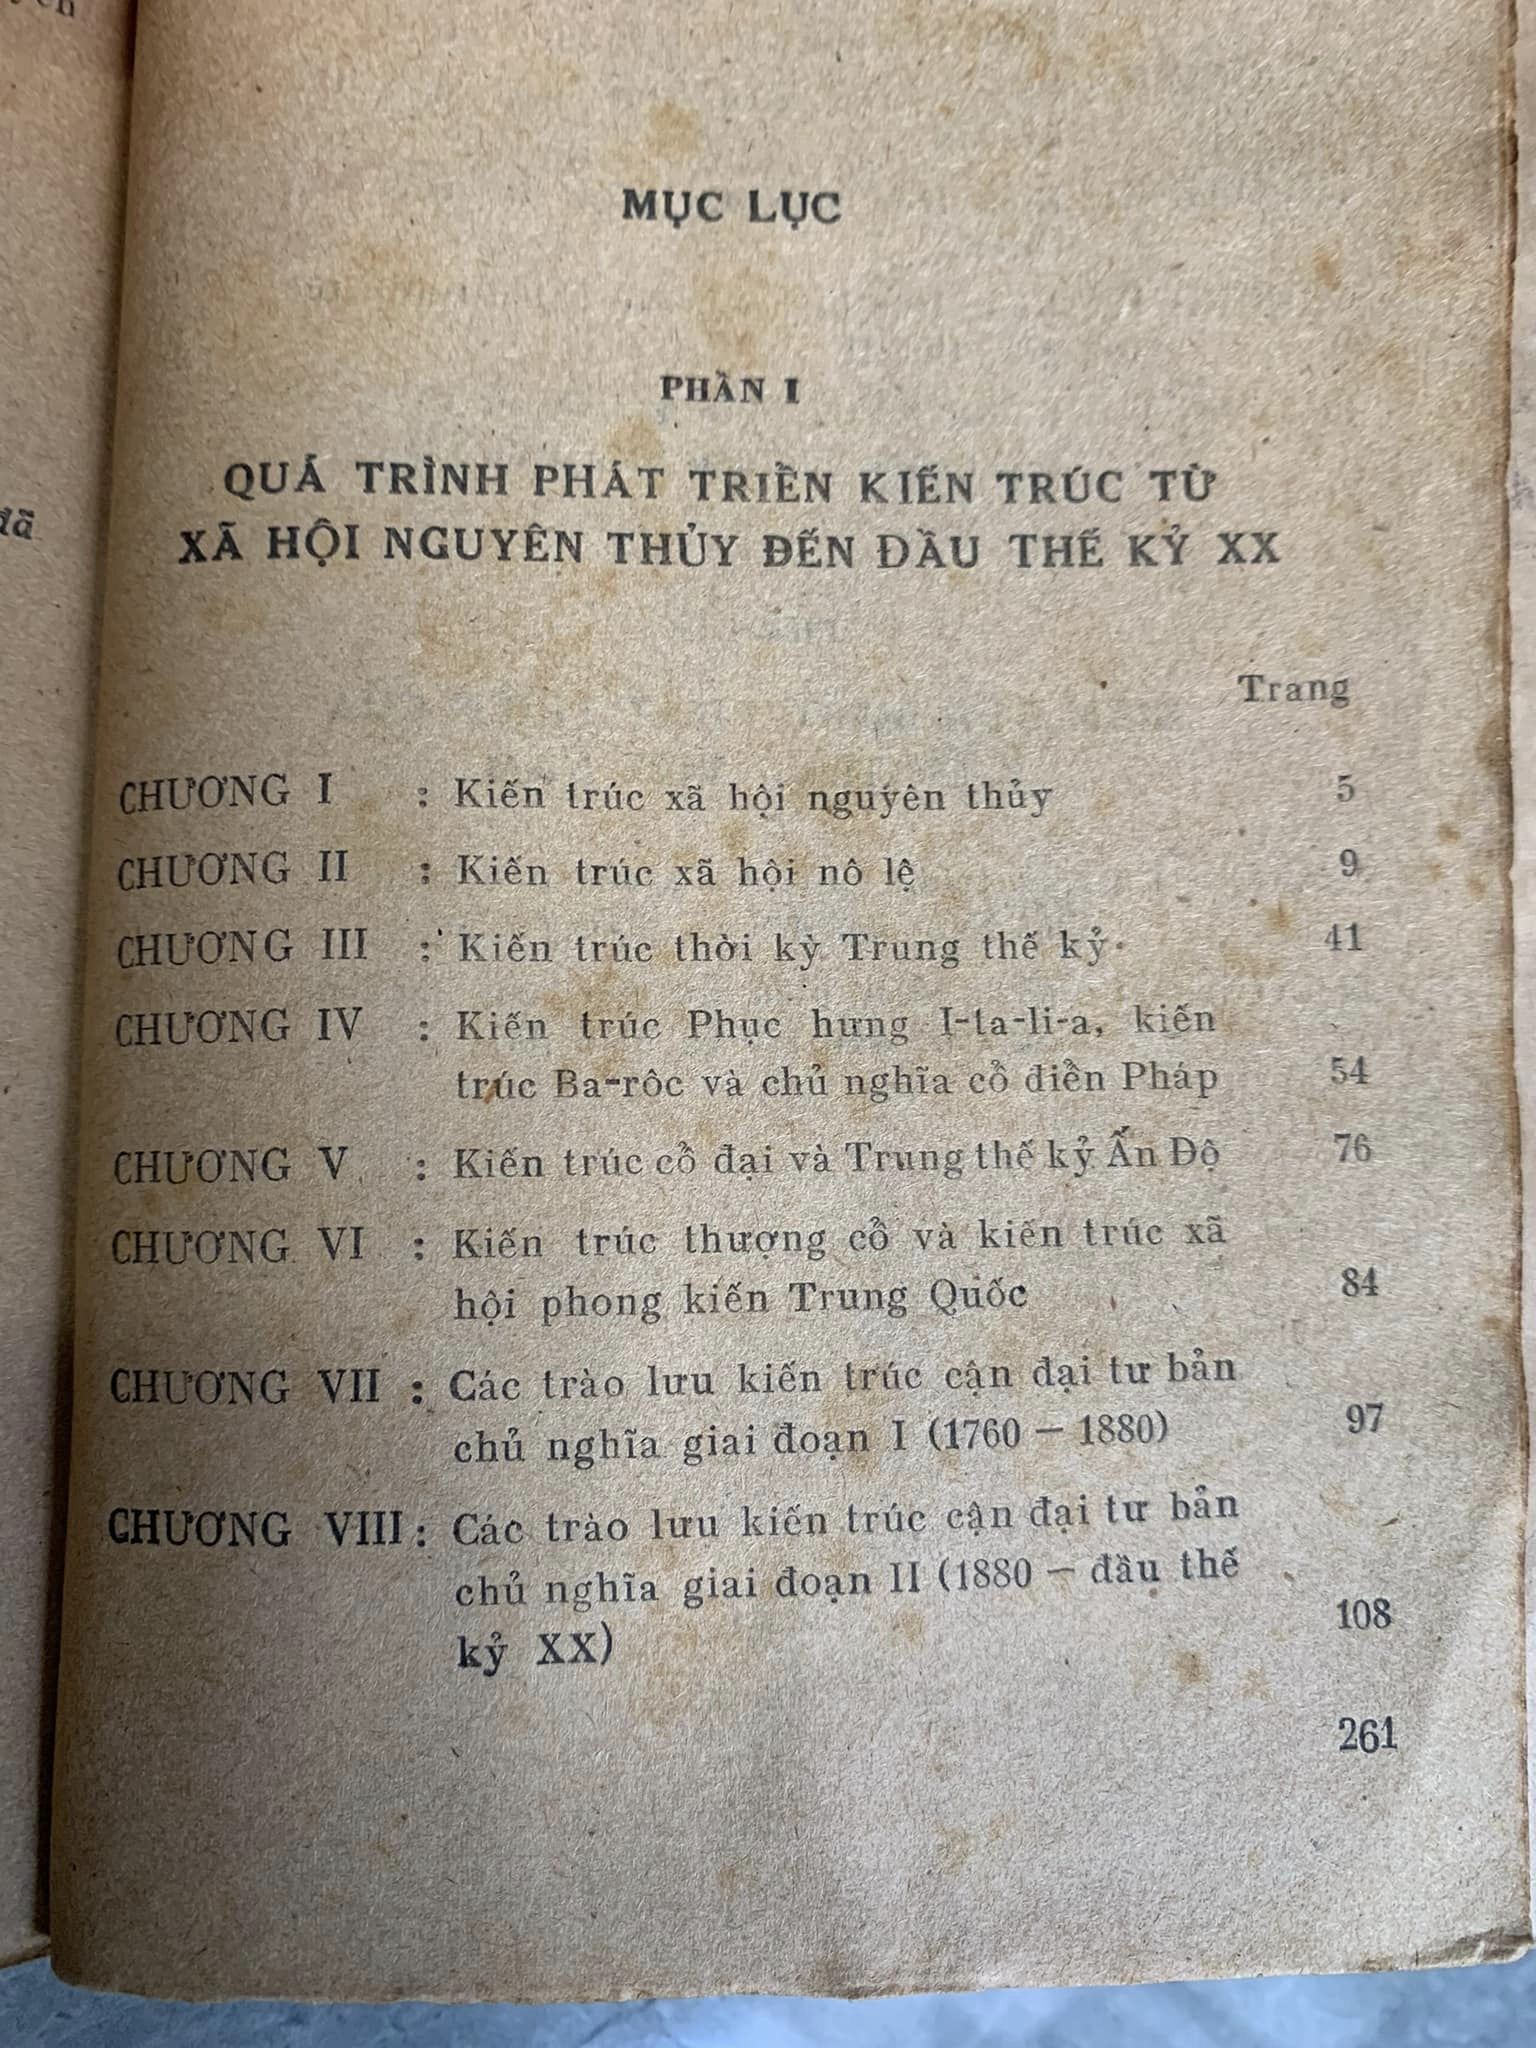 đã
MỤC LỤC
PHẦN I
QUÁ TRÌNH PHÁT TRIỂN KIẾN TRÚC TỪ
XÃ HỘI NGUYÊN THỦY ĐẾN ĐẦU THẾ KỶ XX
Trang
CHƯƠNG I : Kiến trúc xã hội nguyên thủy 5
CHƯƠNG II : Kiến trúc xã hội nô lệ 9
CHƯƠNG III : Kiến trúc thời kỳ Trung thế kỷ 41
CHƯƠNG IV : Kiến trúc Phục hưng I-ta-li-a, kiến
trúc Ba-rôc và chủ nghĩa cổ điển Pháp 54
CHƯƠNG V : Kiến trúc cổ đại và Trung thế kỷ Ấn Độ 76
CHƯƠNG VI : Kiến trúc thượng cổ và kiến trúc xã
hội phong kiến Trung Quốc 84
CHƯƠNG VII : Các trào lưu kiến trúc cận đại tư bản
chủ nghĩa giai đoạn I (1760 — 1880) 97
CHƯƠNG VIII : Các trào lưu kiến trúc cận đại tư bản
chủ nghĩa giai đoạn II (1880 — đầu thế
kỷ XX) 108
261